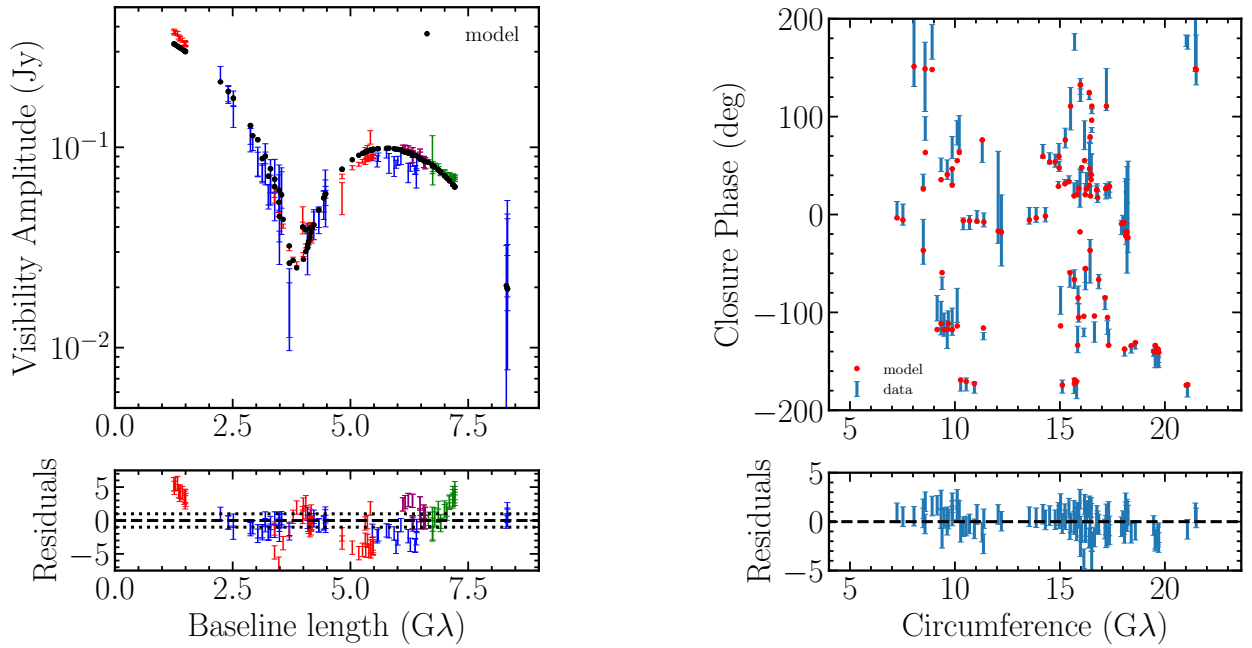 model
Visibility Amplitude (Jy)
10⁻¹
10⁻²
0.0 2.5 5.0 7.5
Residuals
5
0
−5
0.0 2.5 5.0 7.5
Baseline length (Gλ)
Closure Phase (deg)
200
100
0
−100
−200
model
data
5 10 15 20
Residuals
5
0
−5
5 10 15 20
Circumference (Gλ)